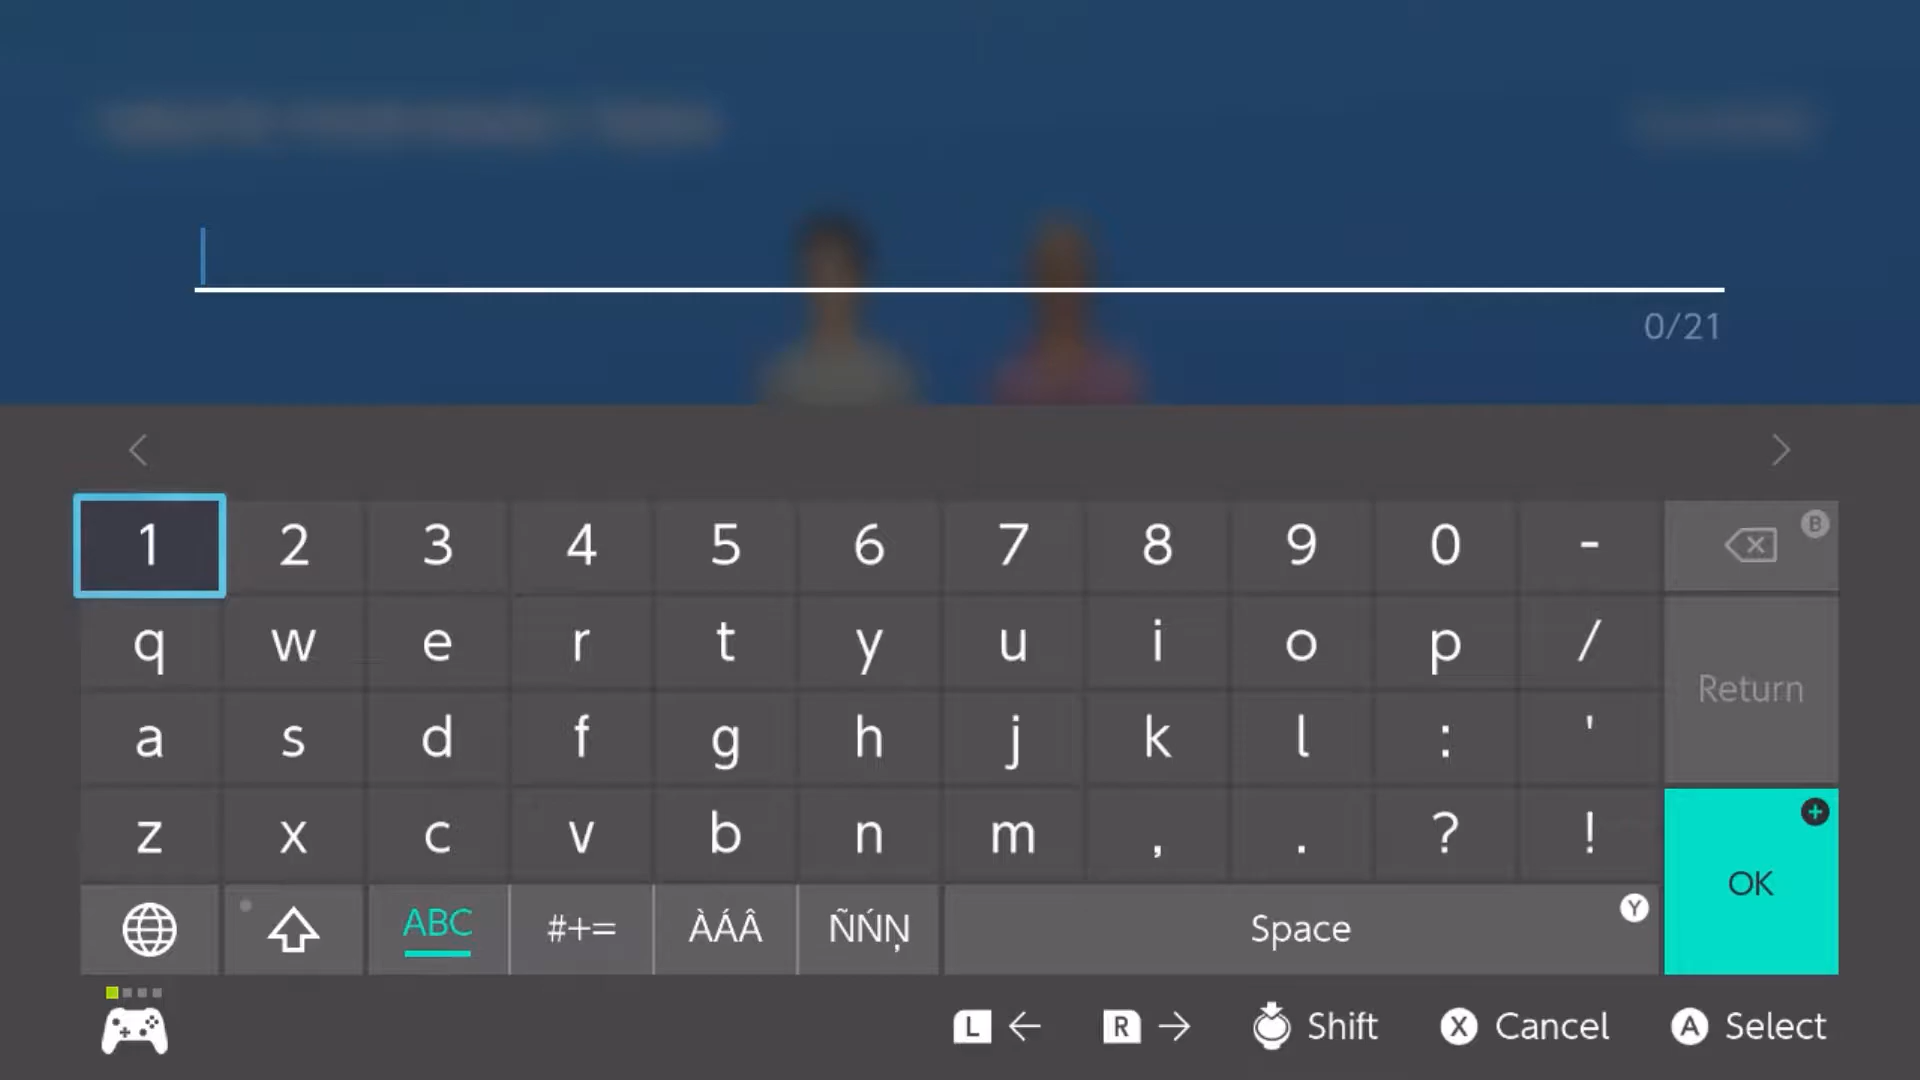 0/21
1 2 3 4 5 6 7 8 9 0 - B
q w e r t y u i o p / Return
a s d f g h j k l : '
z x c v b n m , . ? ! + OK
ABC #+= ÀÁÂ ÑŃŅ Space Y
L ← R → Shift X Cancel A Select